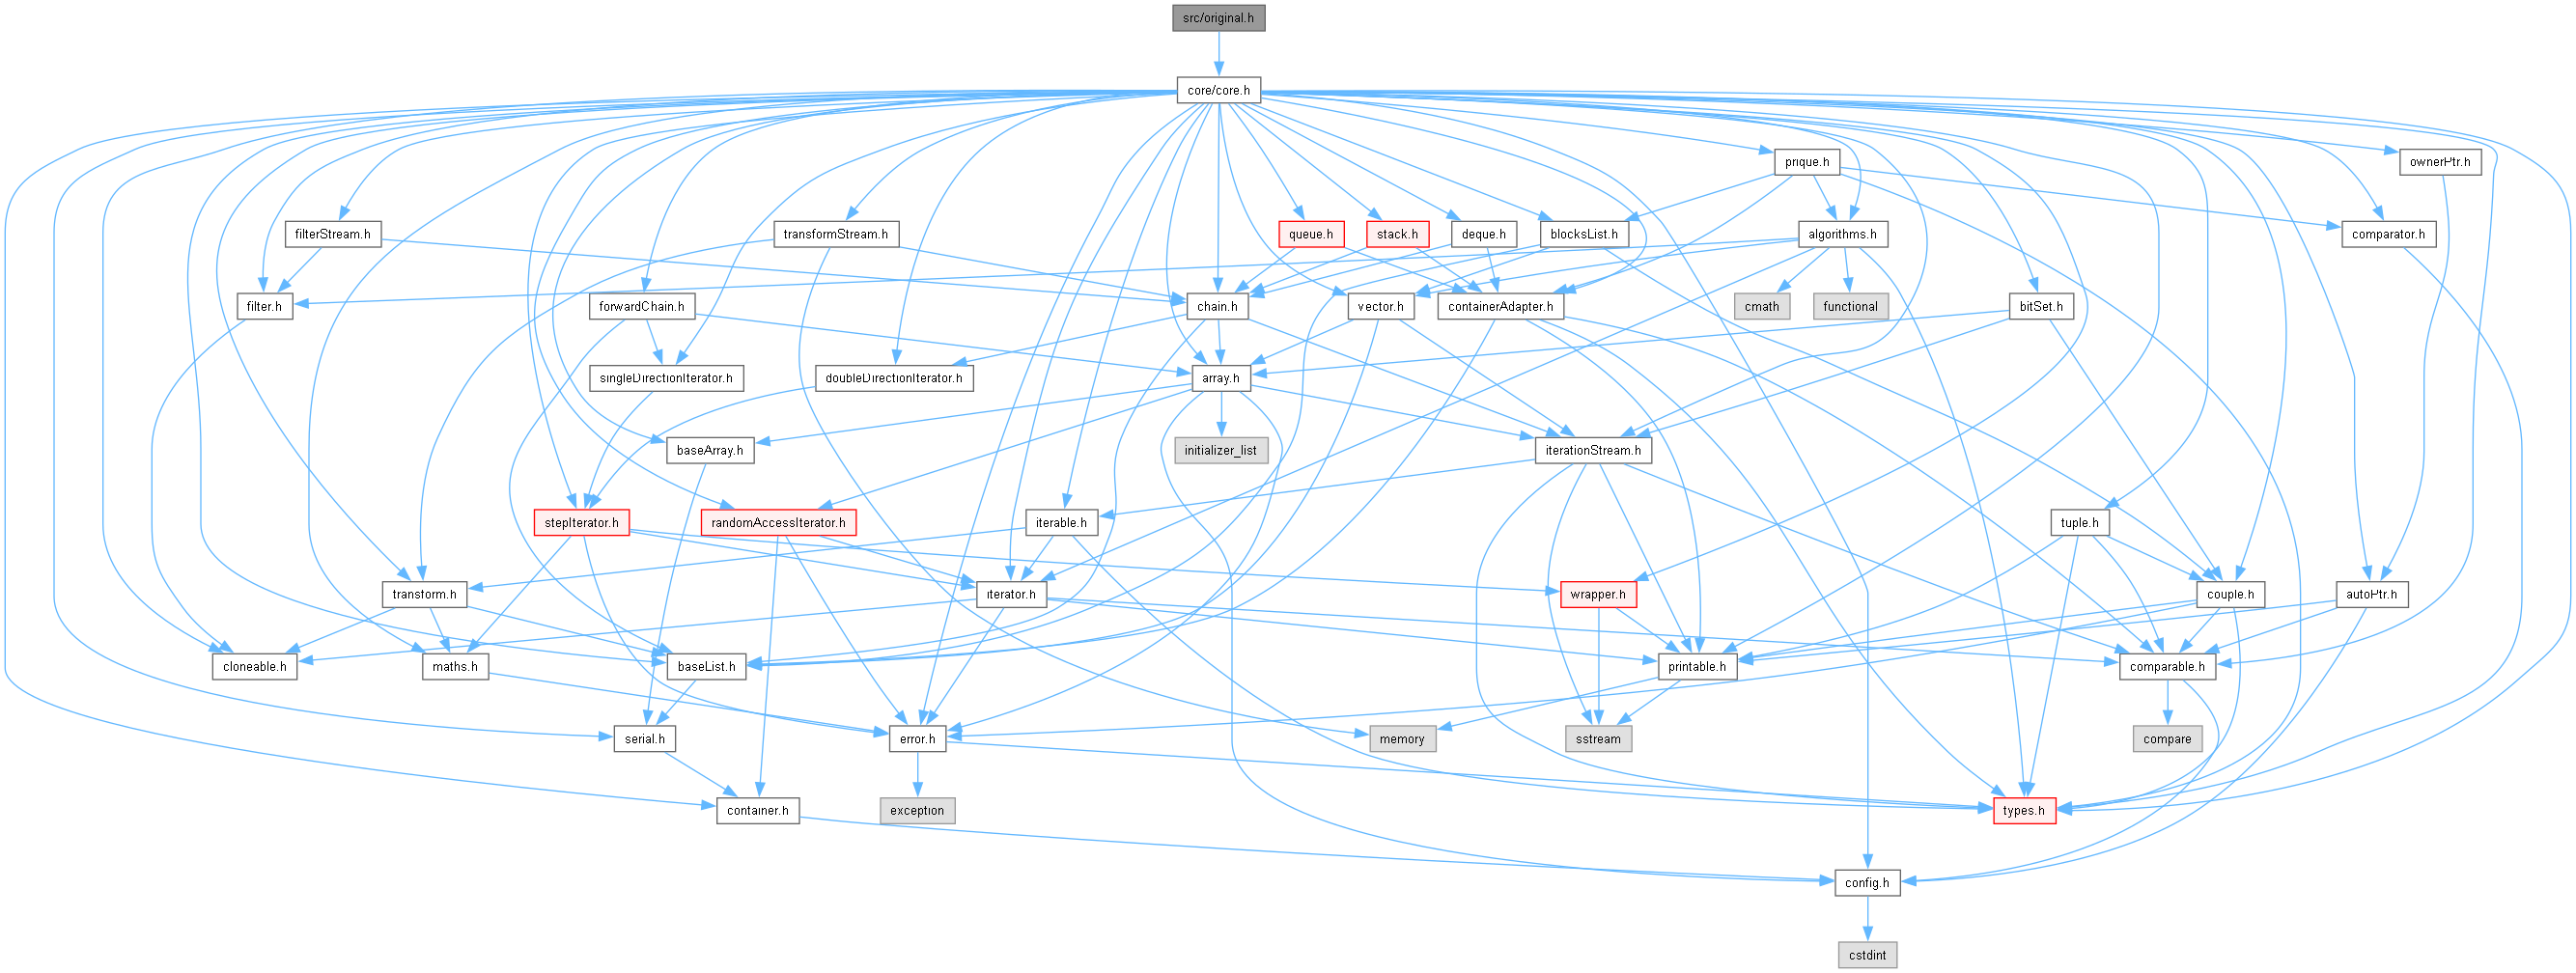 src/original.h
core/core.h
prique.h
ownerPtr.h
filterStream.h
transformStream.h
queue.h
stack.h
deque.h
blocksList.h
algorithms.h
comparator.h
filter.h
forwardChain.h
chain.h
vector.h
containerAdapter.h
cmath
functional
bitSet.h
singleDirectionIterator.h
doubleDirectionIterator.h
array.h
baseArray.h
initializer_list
iterationStream.h
stepIterator.h
randomAccessIterator.h
iterable.h
tuple.h
transform.h
iterator.h
wrapper.h
couple.h
autoPtr.h
cloneable.h
maths.h
baseList.h
printable.h
comparable.h
serial.h
error.h
memory
sstream
compare
container.h
exception
types.h
config.h
cstdint